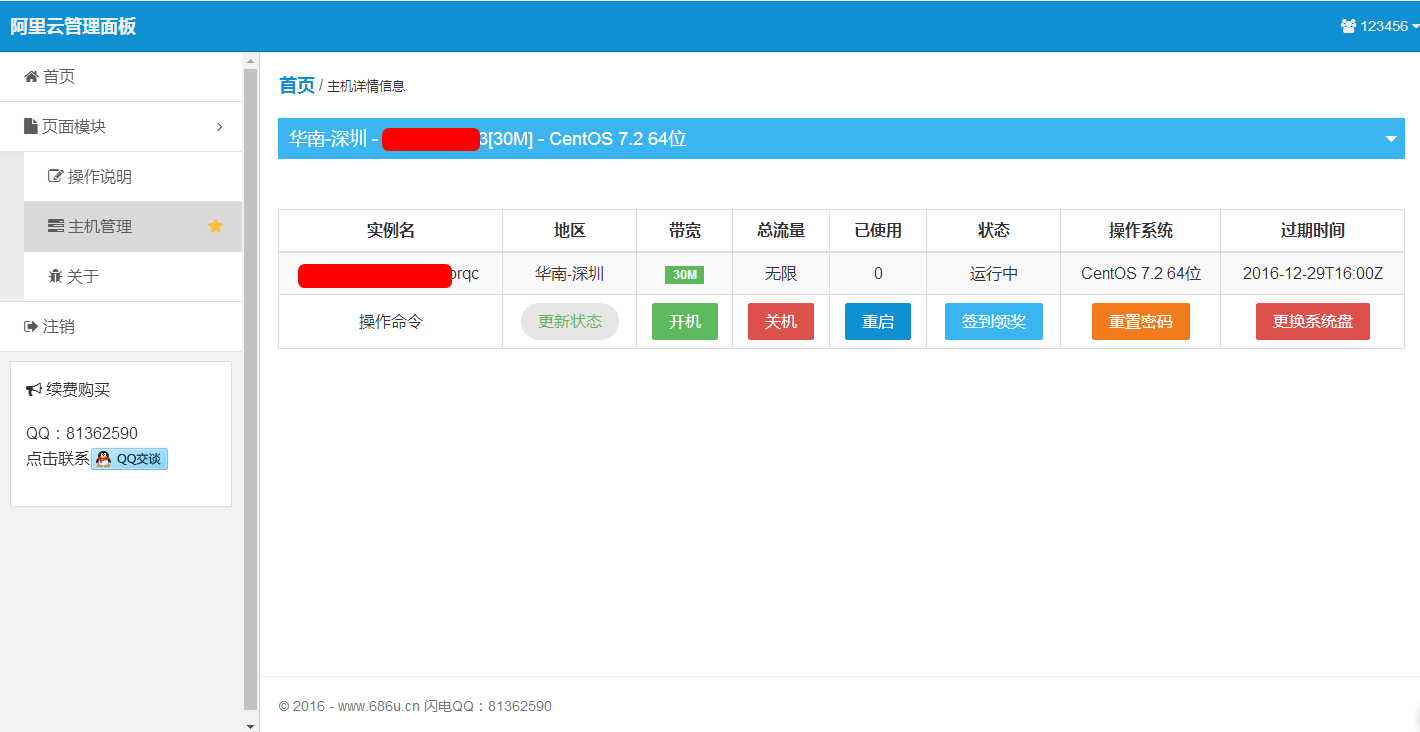 阿里云管理面板
123456
首页
页面模块
操作说明
主机管理
关于
注销
续费购买
QQ：81362590
点击联系 QQ交谈
首页 / 主机详情信息
华南-深圳 - 3[30M] - CentOS 7.2 64位
实例名 地区 带宽 总流量 已使用 状态 操作系统 过期时间
华南-深圳 30M 无限 0 运行中 CentOS 7.2 64位 2016-12-29T16:00Z
操作命令 更新状态 开机 关机 重启 签到领奖 重置密码 更换系统盘
© 2016 - www.686u.cn 闪电QQ：81362590